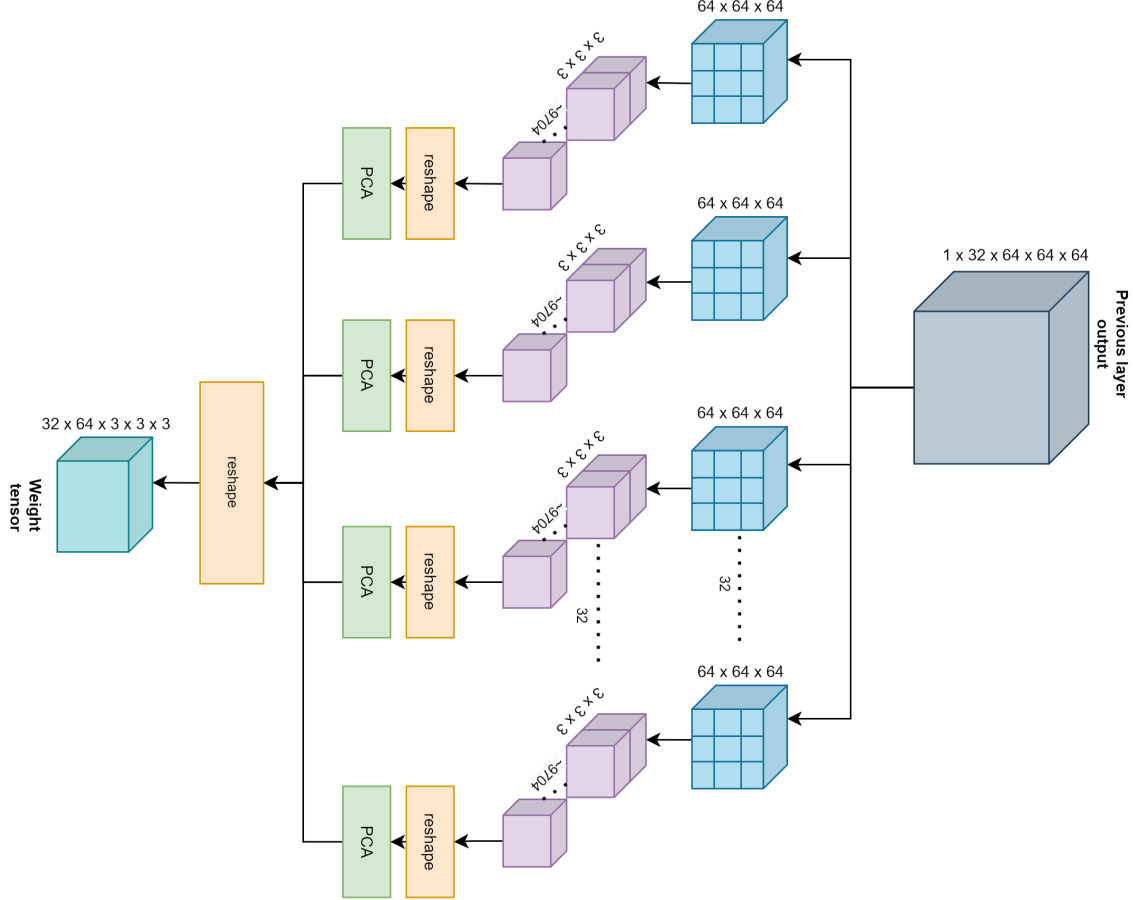 64 x 64 x 64
3 x 3 x 3
~9704
reshape
PCA
64 x 64 x 64
3 x 3 x 3
~9704
reshape
PCA
1 x 32 x 64 x 64 x 64
Previous layer
output
64 x 64 x 64
3 x 3 x 3
~9704
reshape
PCA
32
32
reshape
32 x 64 x 3 x 3 x 3
Weight
tensor
64 x 64 x 64
3 x 3 x 3
~9704
reshape
PCA